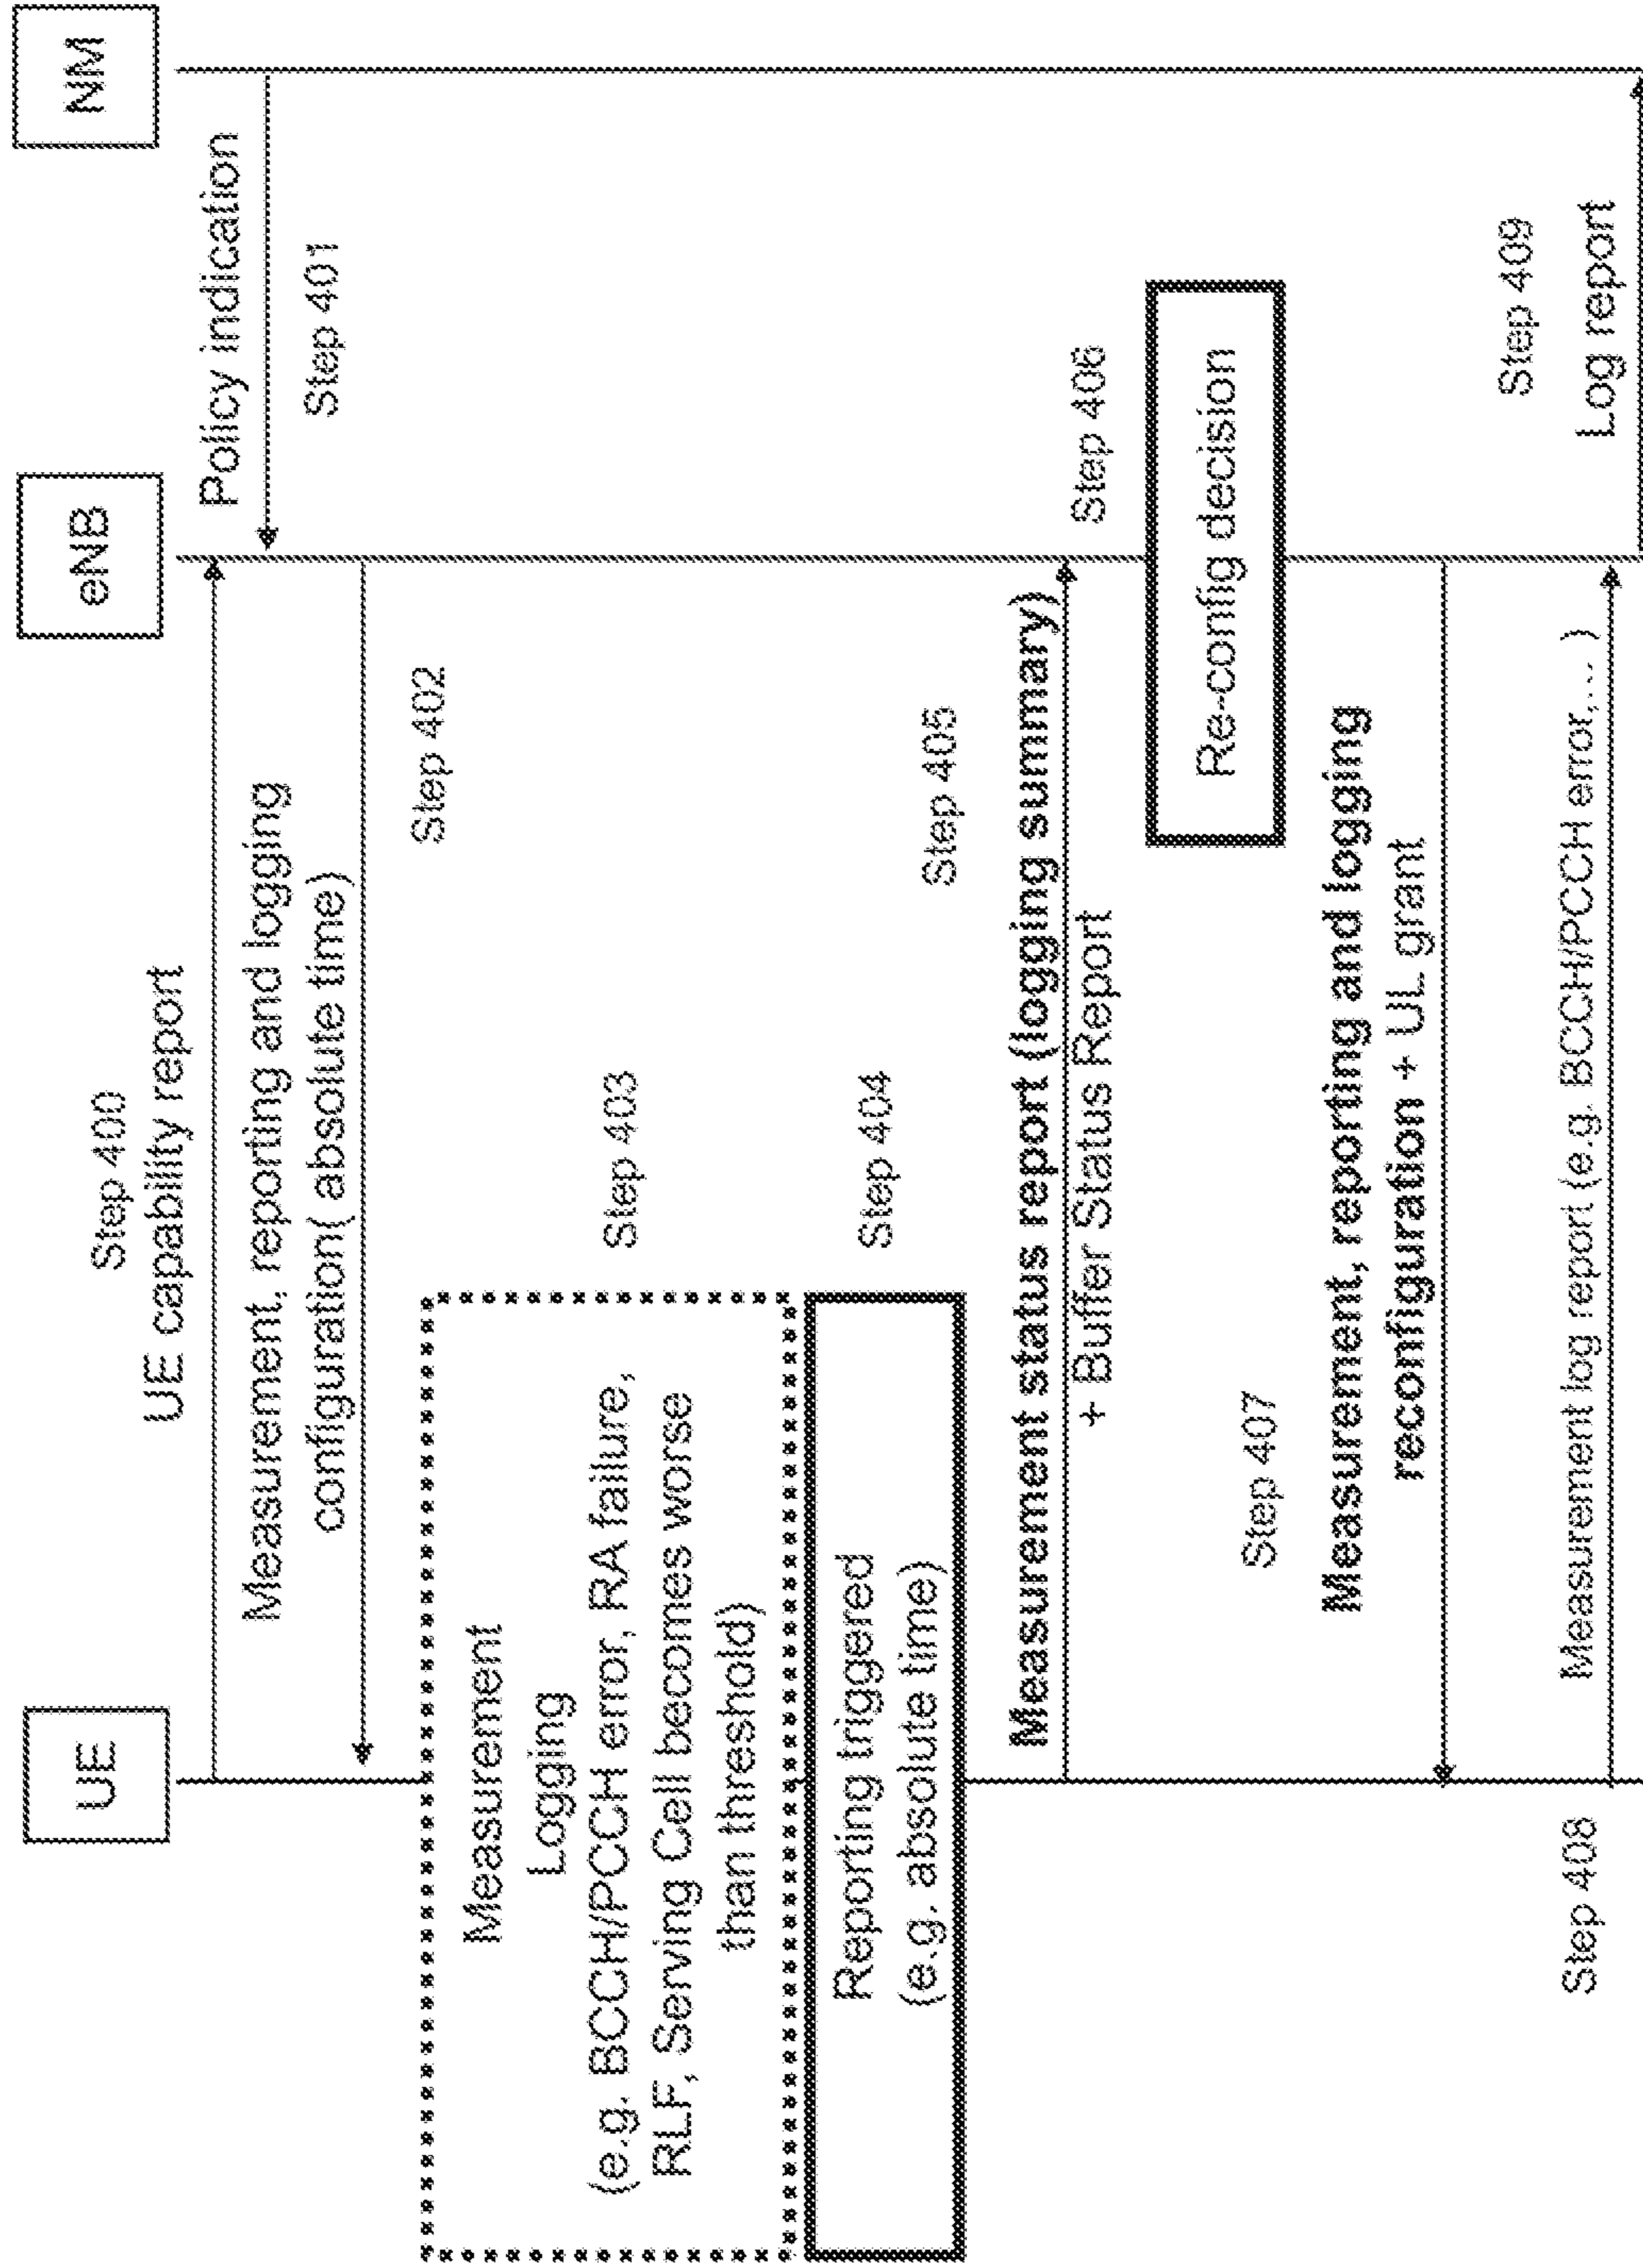 UE
eNB
NM
Step 400
UE capability report
Policy indication
Step 401
Measurement, reporting and logging
configuration( absolute time)
Step 402
Measurement
Logging
(e.g. BCCH/PCCH error, RA failure,
RLF, Serving Cell becomes worse
than threshold)
Step 403
Reporting triggered
(e.g. absolute time)
Step 404
Step 405
Measurement status report (logging summary)
+ Buffer Status Report
Step 406
Re-config decision
Step 407
Measurement, reporting and logging
reconfiguration + UL grant
Step 408
Measurement log report (e.g. BCCH/PCCH error,... )
Step 409
Log report